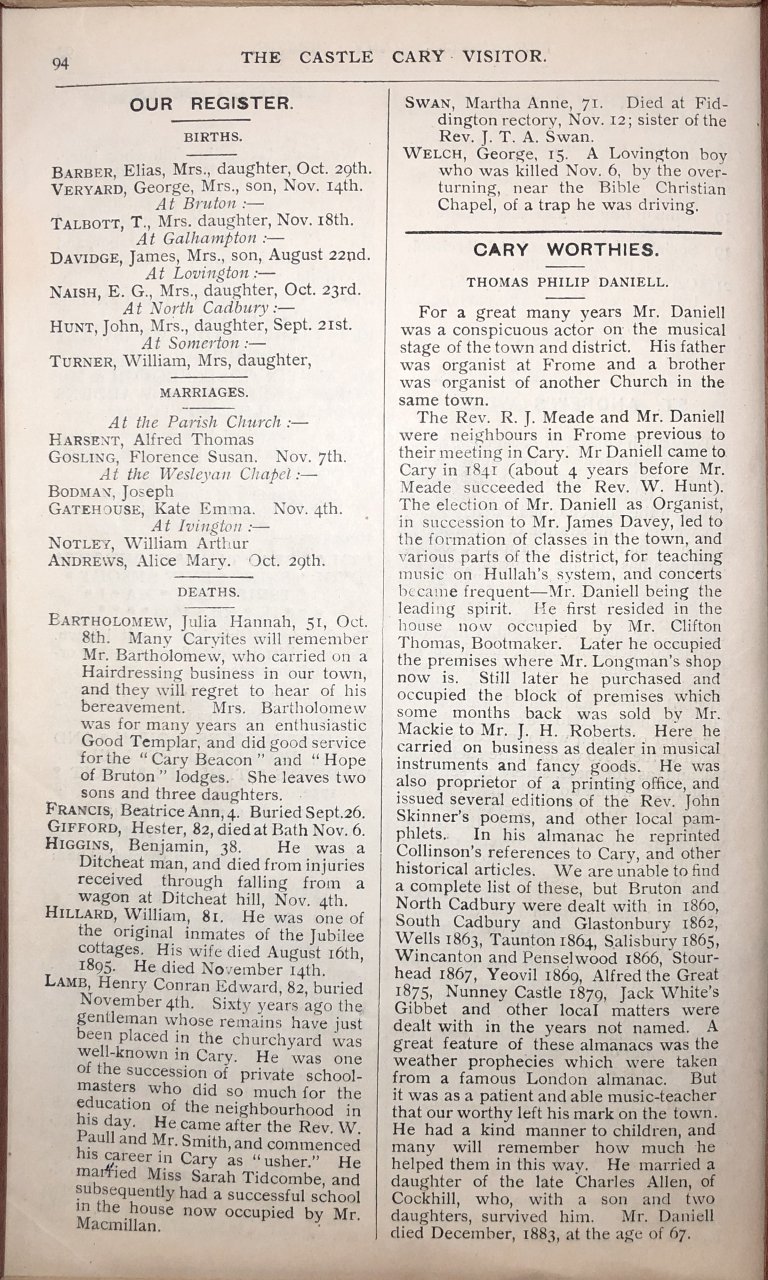 94
THE CASTLE CARY VISITOR.
OUR REGISTER.
BIRTHS.
BARBER, Elias, Mrs., daughter, Oct. 29th.
VERYARD, George, Mrs., son, Nov. 14th.
At Bruton :—
TALBOTT, T., Mrs. daughter, Nov. 18th.
At Galhampton :—
DAVIDGE, James, Mrs., son, August 22nd.
At Lovington :—
NAISH, E. G., Mrs., daughter, Oct. 23rd.
At North Cadbury :—
HUNT, John, Mrs., daughter, Sept. 21st.
At Somerton :—
TURNER, William, Mrs, daughter,
MARRIAGES.
At the Parish Church :—
HARSENT, Alfred Thomas
GOSLING, Florence Susan. Nov. 7th.
At the Wesleyan Chapel :—
BODMAN, Joseph
GATEHOUSE, Kate Emma. Nov. 4th.
At Ivington :—
NOTLEY, William Arthur
ANDREWS, Alice Mary. Oct. 29th.
DEATHS.
BARTHOLOMEW, Julia Hannah, 51, Oct.
8th. Many Caryites will remember
Mr. Bartholomew, who carried on a
Hairdressing business in our town,
and they will regret to hear of his
bereavement. Mrs. Bartholomew
was for many years an enthusiastic
Good Templar, and did good service
for the "Cary Beacon" and "Hope
of Bruton" lodges. She leaves two
sons and three daughters.
FRANCIS, Beatrice Ann, 4. Buried Sept. 26.
GIFFORD, Hester, 82, died at Bath Nov. 6.
HIGGINS, Benjamin, 38. He was a
Ditcheat man, and died from injuries
received through falling from a
wagon at Ditcheat hill, Nov. 4th.
HILLARD, William, 81. He was one of
the original inmates of the Jubilee
cottages. His wife died August 16th,
1895. He died November 14th.
LAMB, Henry Conran Edward, 82, buried
November 4th. Sixty years ago the
gentleman whose remains have just
been placed in the churchyard was
well-known in Cary. He was one
of the succession of private school-
masters who did so much for the
education of the neighbourhood in
his day. He came after the Rev. W.
Paull and Mr. Smith, and commenced
his career in Cary as "usher." He
married Miss Sarah Tidcombe, and
subsequently had a successful school
in the house now occupied by Mr.
Macmillan.
SWAN, Martha Anne, 71. Died at Fid-
dington rectory, Nov. 12; sister of the
Rev. J. T. A. Swan.
WELCH, George, 15. A Lovington boy
who was killed Nov. 6, by the over-
turning, near the Bible Christian
Chapel, of a trap he was driving.
CARY WORTHIES.
THOMAS PHILIP DANIELL.
For a great many years Mr. Daniell
was a conspicuous actor on the musical
stage of the town and district. His father
was organist at Frome and a brother
was organist of another Church in the
same town.
The Rev. R. J. Meade and Mr. Daniell
were neighbours in Frome previous to
their meeting in Cary. Mr Daniell came to
Cary in 1841 (about 4 years before Mr.
Meade succeeded the Rev. W. Hunt).
The election of Mr. Daniell as Organist,
in succession to Mr. James Davey, led to
the formation of classes in the town, and
various parts of the district, for teaching
music on Hullah's system, and concerts
became frequent—Mr. Daniell being the
leading spirit. He first resided in the
house now occupied by Mr. Clifton
Thomas, Bootmaker. Later he occupied
the premises where Mr. Longman's shop
now is. Still later he purchased and
occupied the block of premises which
some months back was sold by Mr.
Mackie to Mr. J. H. Roberts. Here he
carried on business as dealer in musical
instruments and fancy goods. He was
also proprietor of a printing office, and
issued several editions of the Rev. John
Skinner's poems, and other local pam-
phlets. In his almanac he reprinted
Collinson's references to Cary, and other
historical articles. We are unable to find
a complete list of these, but Bruton and
North Cadbury were dealt with in 1860,
South Cadbury and Glastonbury 1862,
Wells 1863, Taunton 1864, Salisbury 1865,
Wincanton and Penselwood 1866, Stour-
head 1867, Yeovil 1869, Alfred the Great
1875, Nunney Castle 1879, Jack White's
Gibbet and other local matters were
dealt with in the years not named. A
great feature of these almanacs was the
weather prophecies which were taken
from a famous London almanac. But
it was as a patient and able music-teacher
that our worthy left his mark on the town.
He had a kind manner to children, and
many will remember how much he
helped them in this way. He married a
daughter of the late Charles Allen, of
Cockhill, who, with a son and two
daughters, survived him. Mr. Daniell
died December, 1883, at the age of 67.